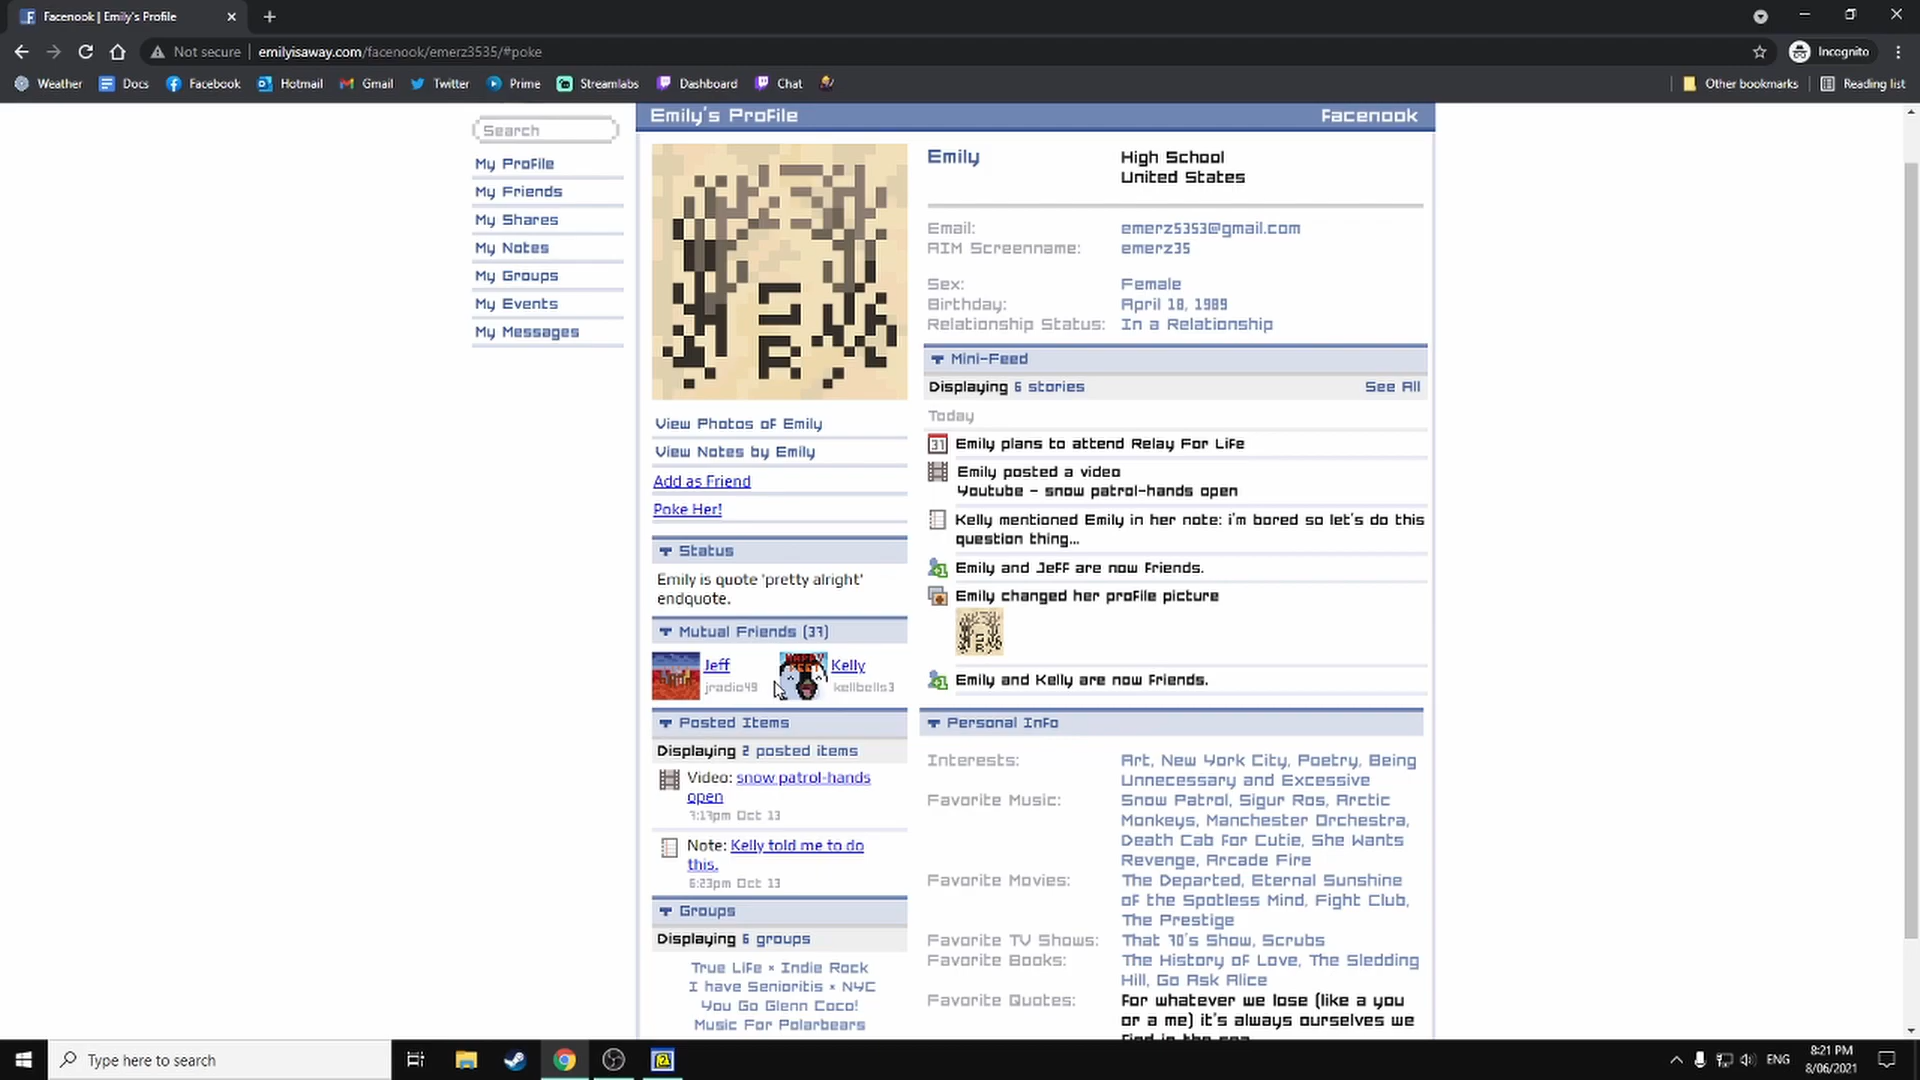 Facenook | Emily's Profile
Not secure | emilyisaway.com/facenook/emerz3535/#poke
Incognito
Weather Docs Facebook Hotmail Gmail Twitter Prime Streamlabs Dashboard Chat Other bookmarks Reading list
Search
My Profile
My Friends
My Shares
My Notes
My Groups
My Events
My Messages
Emily's Profile Facenook
View Photos of Emily
View Notes by Emily
Add as Friend
Poke Her!
Status
Emily is quote 'pretty alright'
endquote.
Mutual Friends (37)
Jeff
jradio49
Kelly
kellbells3
Posted Items
Displaying 2 posted items
Video: snow patrol-hands
open
7:17pm Oct 13
Note: Kelly told me to do
this.
6:23pm Oct 13
Groups
Displaying 6 groups
True Life × Indie Rock
I have Senioritis × NYC
You Go Glenn Coco!
Music For Polarbears
Emily
High School
United States
Email: emerz5353@gmail.com
AIM Screenname: emerz35
Sex: Female
Birthday: April 18, 1989
Relationship Status: In a Relationship
Mini-Feed
Displaying 6 stories See All
Today
31 Emily plans to attend Relay For Life
Emily posted a video
Youtube - snow patrol-hands open
Kelly mentioned Emily in her note: i'm bored so let's do this
question thing...
Emily and Jeff are now friends.
Emily changed her profile picture
Emily and Kelly are now friends.
Personal Info
Interests: Art, New York City, Poetry, Being
Unnecessary and Excessive
Favorite Music: Snow Patrol, Sigur Ros, Arctic
Monkeys, Manchester Orchestra,
Death Cab for Cutie, She Wants
Revenge, Arcade Fire
Favorite Movies: The Departed, Eternal Sunshine
of the Spotless Mind, Fight Club,
The Prestige
Favorite TV Shows: That 70's Show, Scrubs
Favorite Books: The History of Love, The Sledding
Hill, Go Ask Alice
Favorite Quotes: For whatever we lose (like a you
or a me) it's always ourselves we
find in the sea
Type here to search
ENG
8:21 PM
8/06/2021